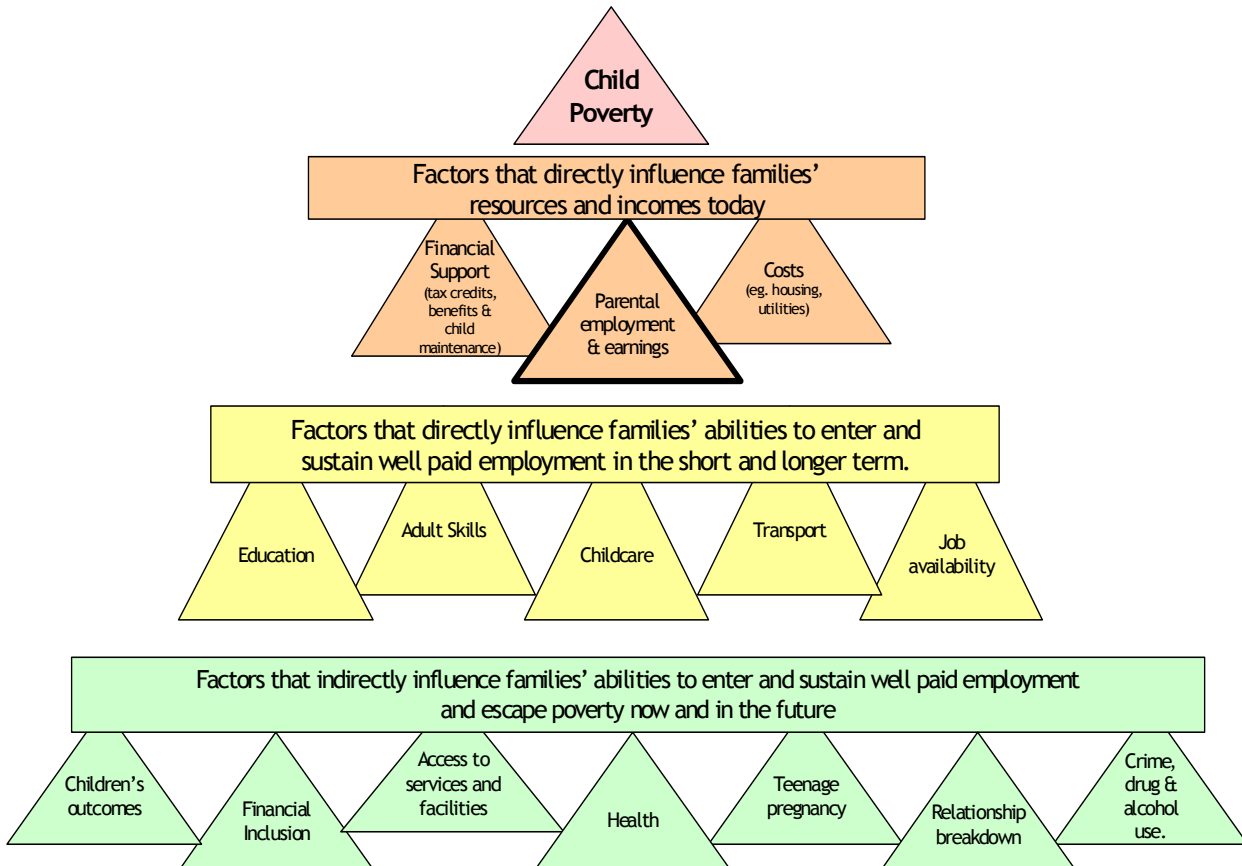 Child
Poverty
Factors that directly influence families’
resources and incomes today
Financial
Support
(tax credits,
benefits &
child
maintenance)
Parental
employment
& earnings
Costs
(eg. housing,
utilities)
Factors that directly influence families’ abilities to enter and
sustain well paid employment in the short and longer term.
Education
Adult Skills
Childcare
Transport
Job
availability
Factors that indirectly influence families’ abilities to enter and sustain well paid employment
and escape poverty now and in the future
Children’s
outcomes
Financial
Inclusion
Access to
services and
facilities
Health
Teenage
pregnancy
Relationship
breakdown
Crime,
drug &
alcohol
use.